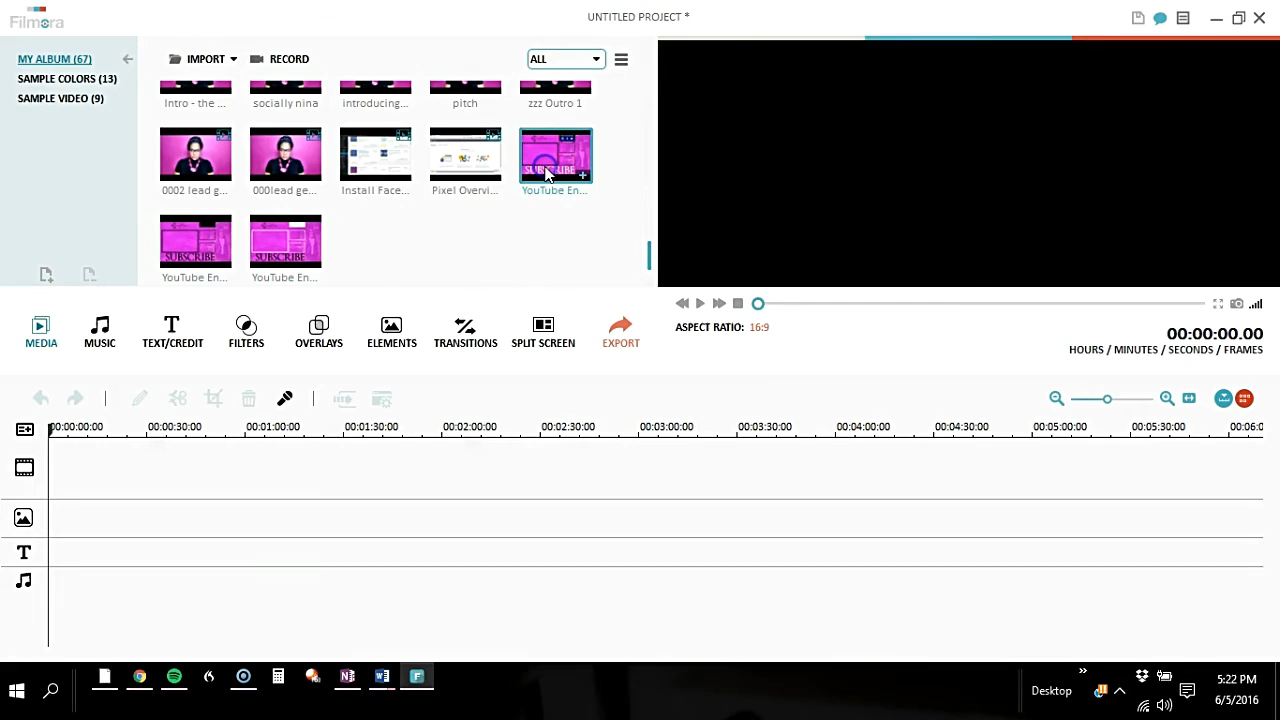 Filmora
UNTITLED PROJECT *
MY ALBUM (67)
SAMPLE COLORS (13)
SAMPLE VIDEO (9)
IMPORT
RECORD
ALL
Intro - the ...
socially nina
introducing...
pitch
zzz Outro 1
SUBSCRIBE
0002 lead g...
000lead ge...
Install Face...
Pixel Overvi...
YouTube En...
SUBSCRIBE
SUBSCRIBE
YouTube En...
YouTube En...
ASPECT RATIO: 16:9
00:00:00.00
HOURS / MINUTES / SECONDS / FRAMES
MEDIA
MUSIC
TEXT/CREDIT
FILTERS
OVERLAYS
ELEMENTS
TRANSITIONS
SPLIT SCREEN
EXPORT
00:00:00:00 00:00:30:00 00:01:00:00 00:01:30:00 00:02:00:00 00:02:30:00 00:03:00:00 00:03:30:00 00:04:00:00 00:04:30:00 00:05:00:00 00:05:30:00 00:06:0
T
Desktop
5:22 PM
6/5/2016